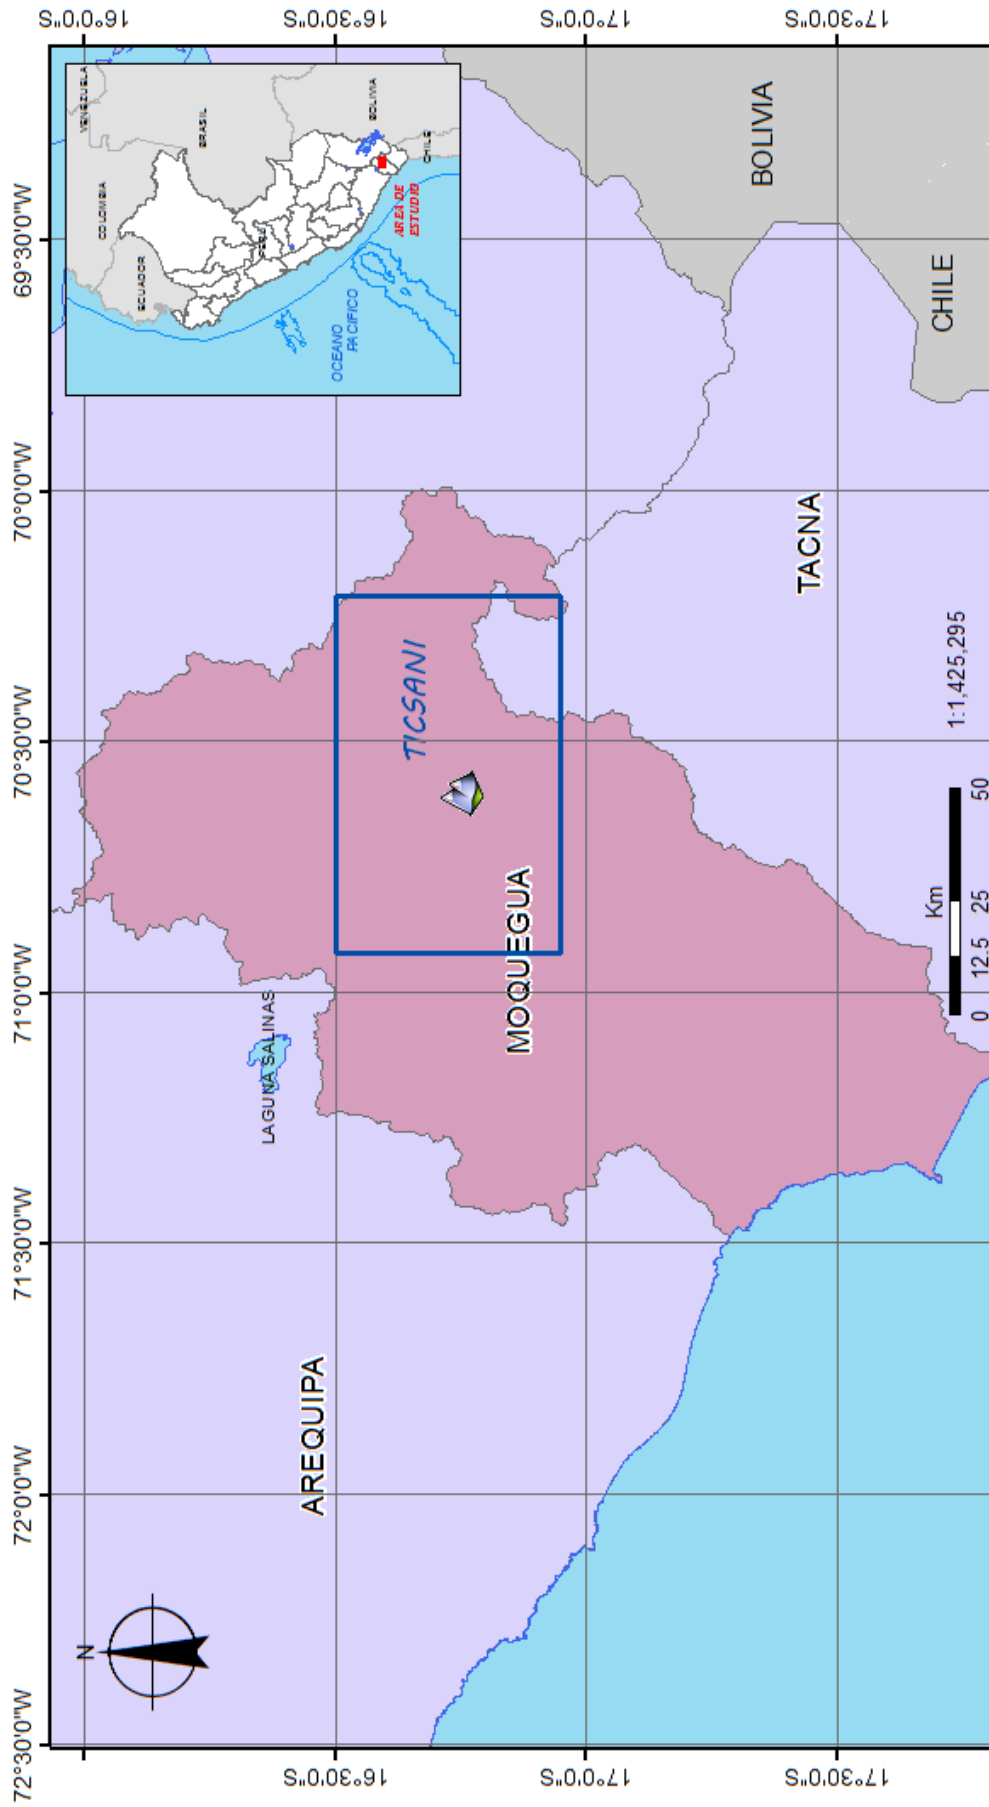 72°30'0"W
72°0'0"W
71°30'0"W
71°0'0"W
70°30'0"W
70°0'0"W
69°30'0"W
16°0'0"S
16°0'0"S
16°30'0"S
16°30'0"S
17°0'0"S
17°0'0"S
17°30'0"S
17°30'0"S
N
AREQUIPA
LAGUNA SALINAS
MOQUEGUA
TICSANI
TACNA
BOLIVIA
CHILE
VENEZUELA
COLOMBIA
ECUADOR
BRASIL
PERU
BOLIVIA
CHILE
AREA DE
ESTUDIO
OCEANO
PACIFICO
1:1,425,295
Km
0 12.5 25 50